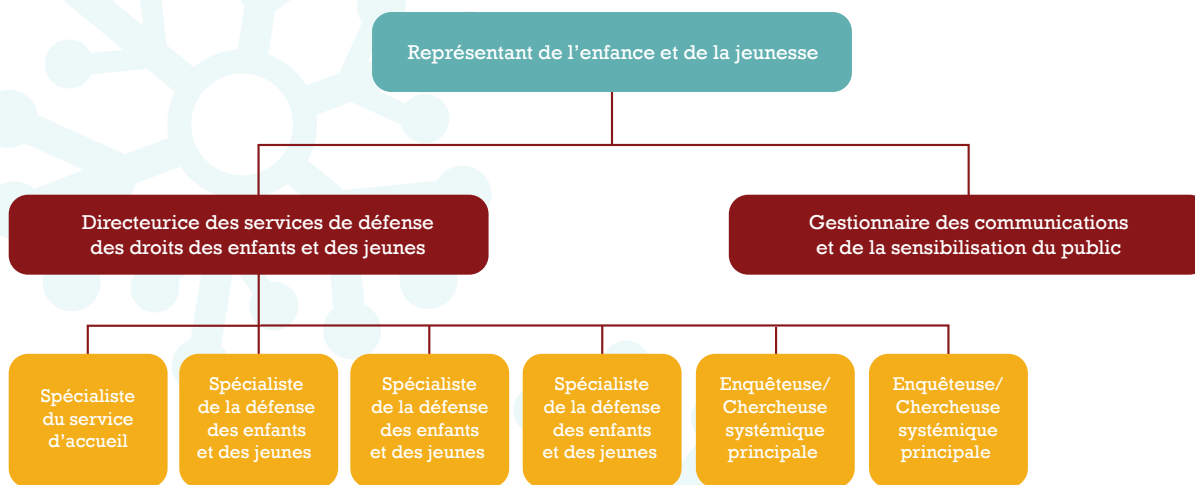 Représentant de l’enfance et de la jeunesse
Directeurice des services de défense
des droits des enfants et des jeunes
Gestionnaire des communications
et de la sensibilisation du public
Spécialiste
du service
d’accueil
Spécialiste
de la défense
des enfants
et des jeunes
Spécialiste
de la défense
des enfants
et des jeunes
Spécialiste
de la défense
des enfants
et des jeunes
Enquêteuse/
Chercheuse
systémique
principale
Enquêteuse/
Chercheuse
systémique
principale